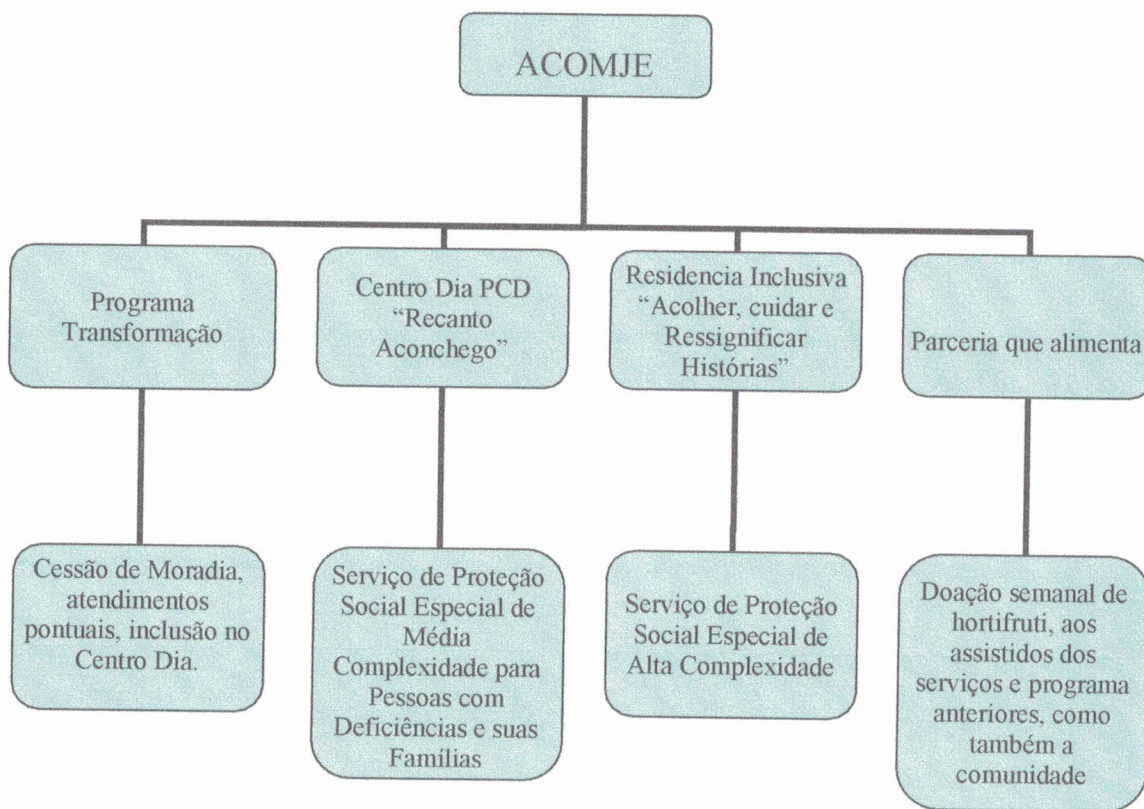 ACOMJE
Programa
Transformação
Centro Dia PCD
“Recanto
Aconchego”
Residencia Inclusiva
“Acolher, cuidar e
Ressignificar
Histórias”
Parceria que alimenta
Cessão de Moradia,
atendimentos
pontuais, inclusão no
Centro Dia.
Serviço de Proteção
Social Especial de
Média
Complexidade para
Pessoas com
Deficiências e suas
Famílias
Serviço de Proteção
Social Especial de
Alta Complexidade
Doação semanal de
hortifruti, aos
assistidos dos
serviços e programa
anteriores, como
também a
comunidade